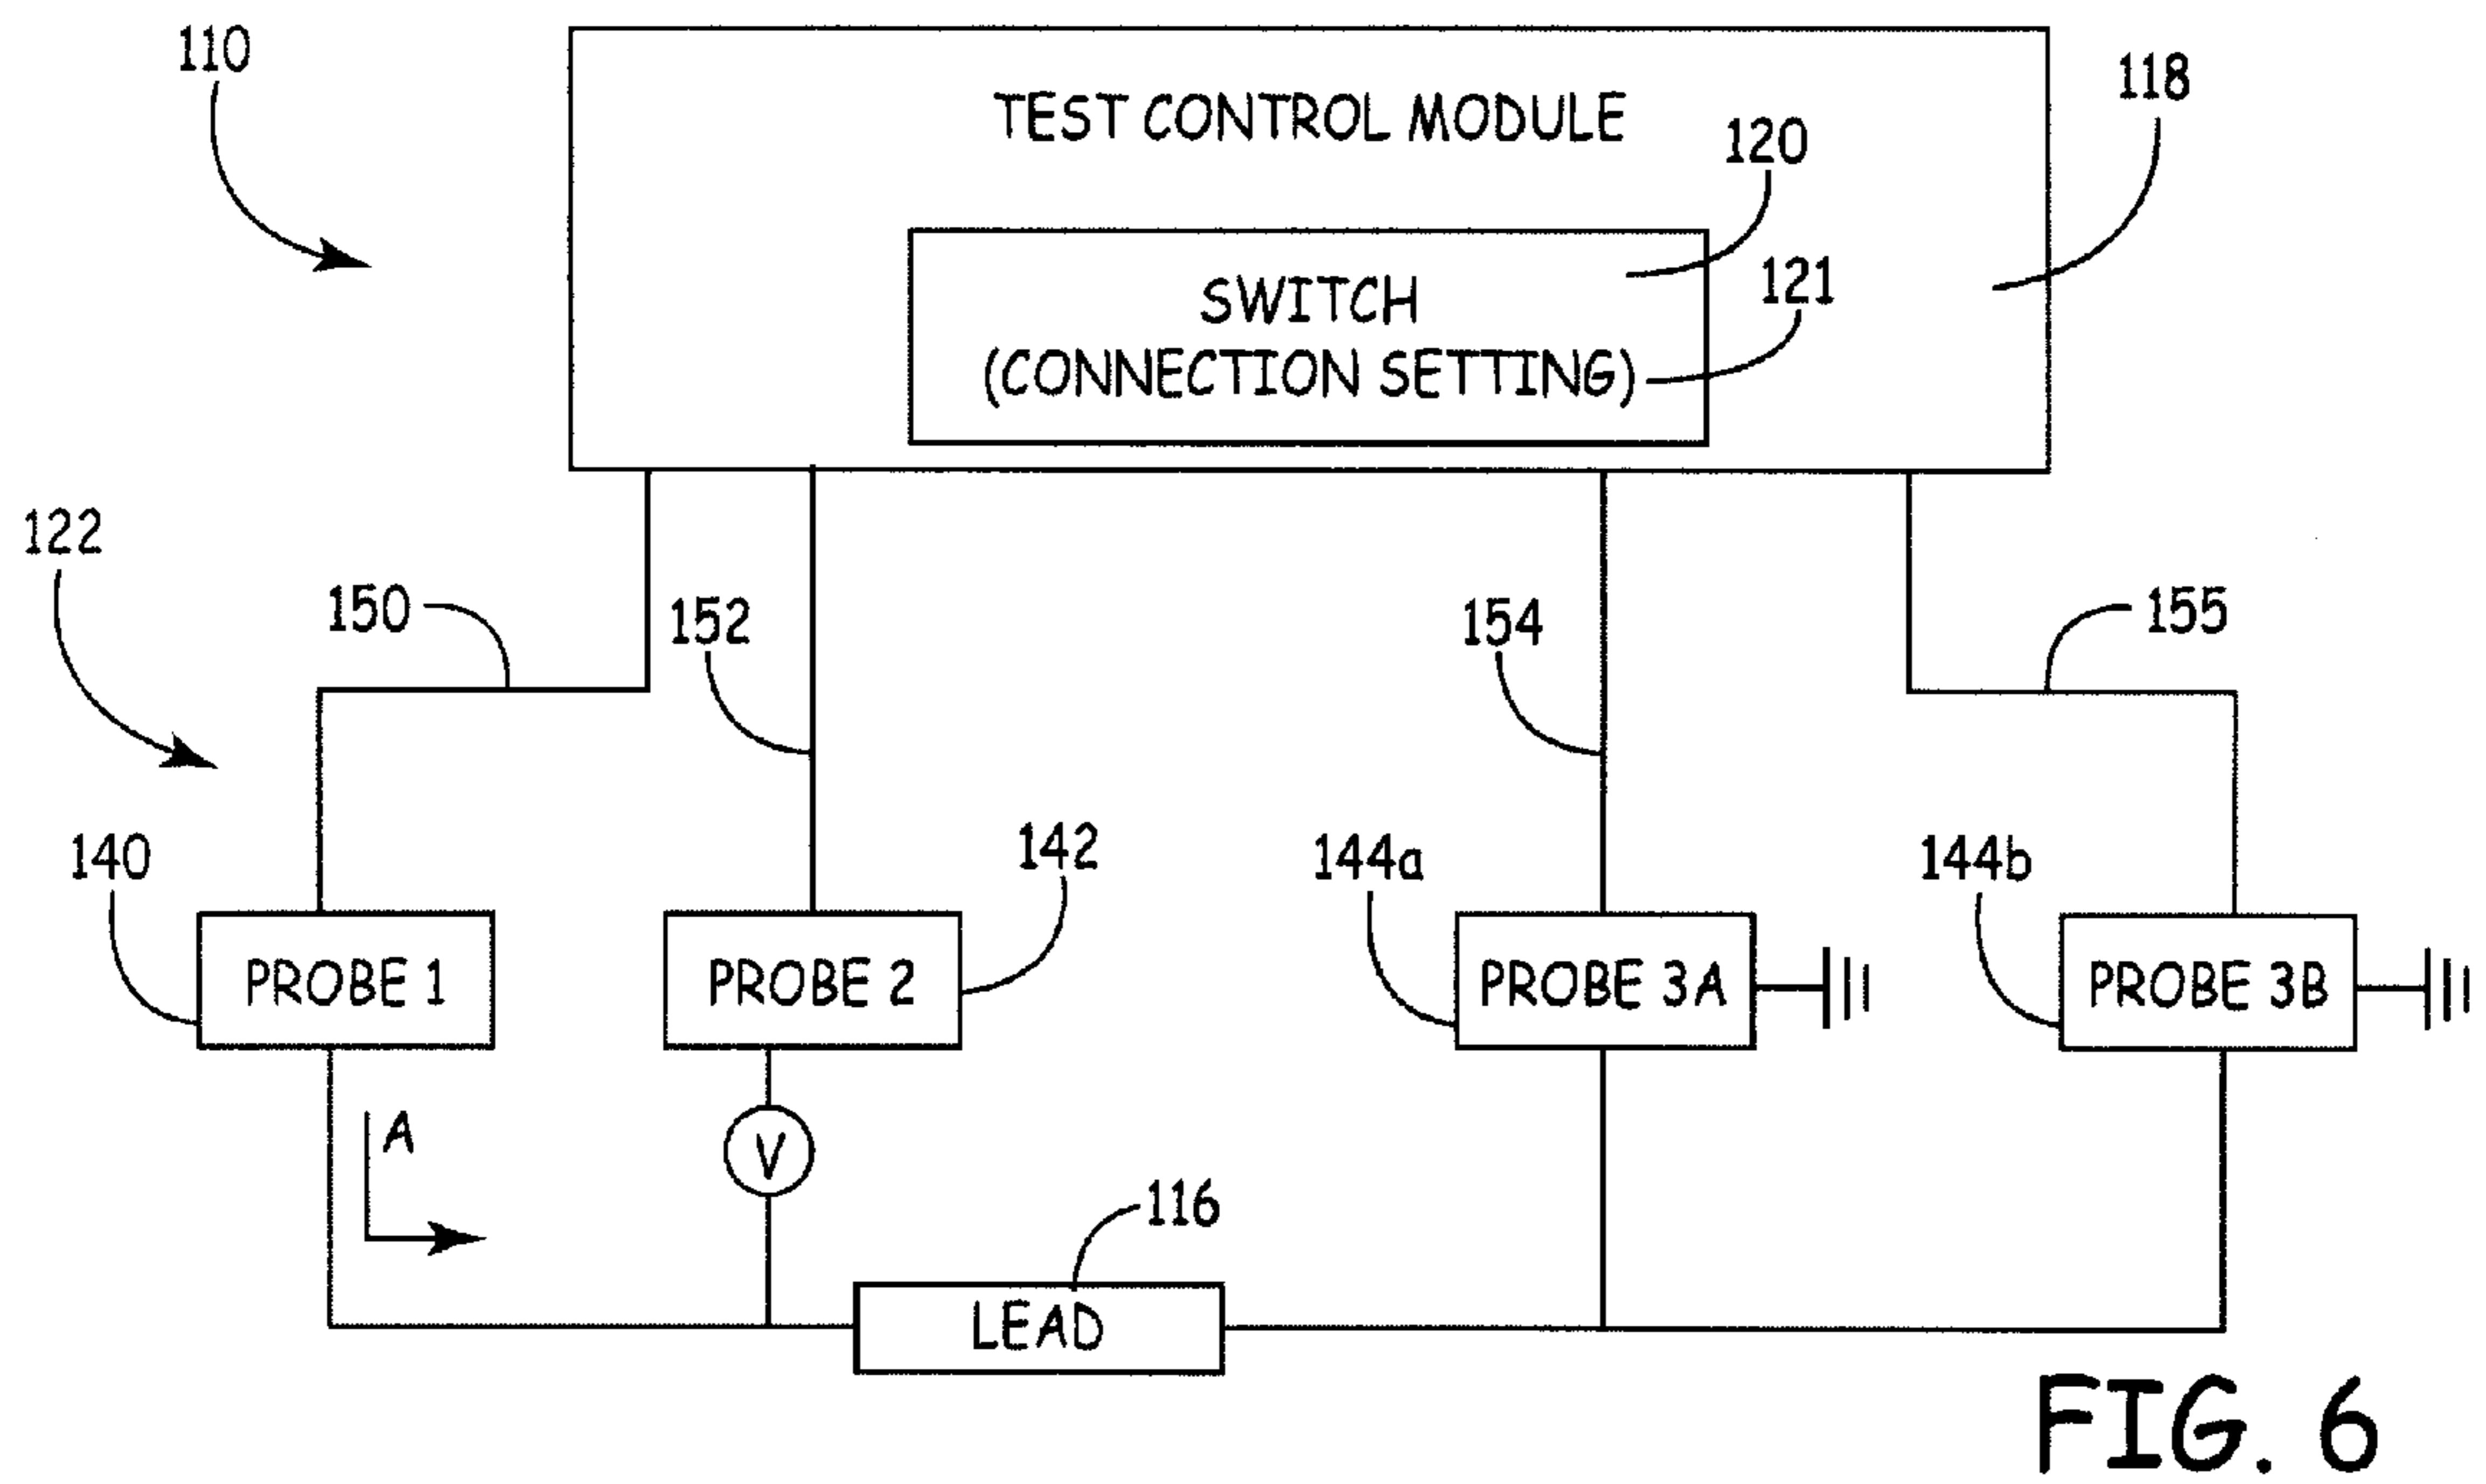 110
TEST CONTROL MODULE
118
120
SWITCH
(CONNECTION SETTING)
121
122
150
152
154
155
140
142
144a
144b
PROBE 1
PROBE 2
PROBE 3A
PROBE 3B
A
V
116
LEAD
FIG. 6